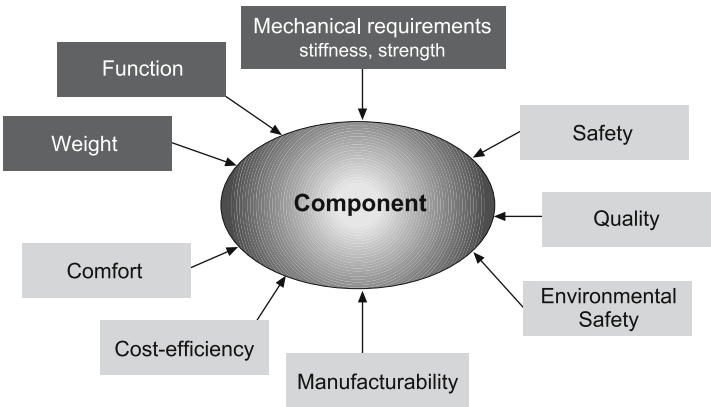 Mechanical requirements
stiffness, strength
Function
Weight
Safety
Component
Quality
Comfort
Environmental
Safety
Cost-efficiency
Manufacturability